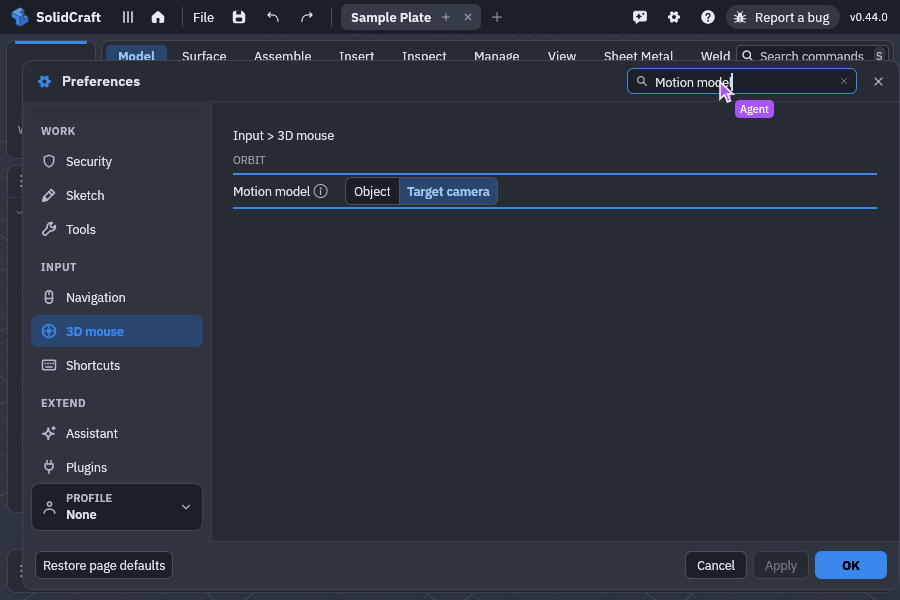 SolidCraft
File
Sample Plate
Report a bug
v0.44.0
Model
Surface
Assemble
Insert
Inspect
Manage
View
Sheet Metal
Weld
Search commands
S
Preferences
Motion model
Agent
WORK
Security
Sketch
Tools
INPUT
Navigation
3D mouse
Shortcuts
EXTEND
Assistant
Plugins
PROFILE
None
Input > 3D mouse
ORBIT
Motion model
Object
Target camera
Restore page defaults
Cancel
Apply
OK